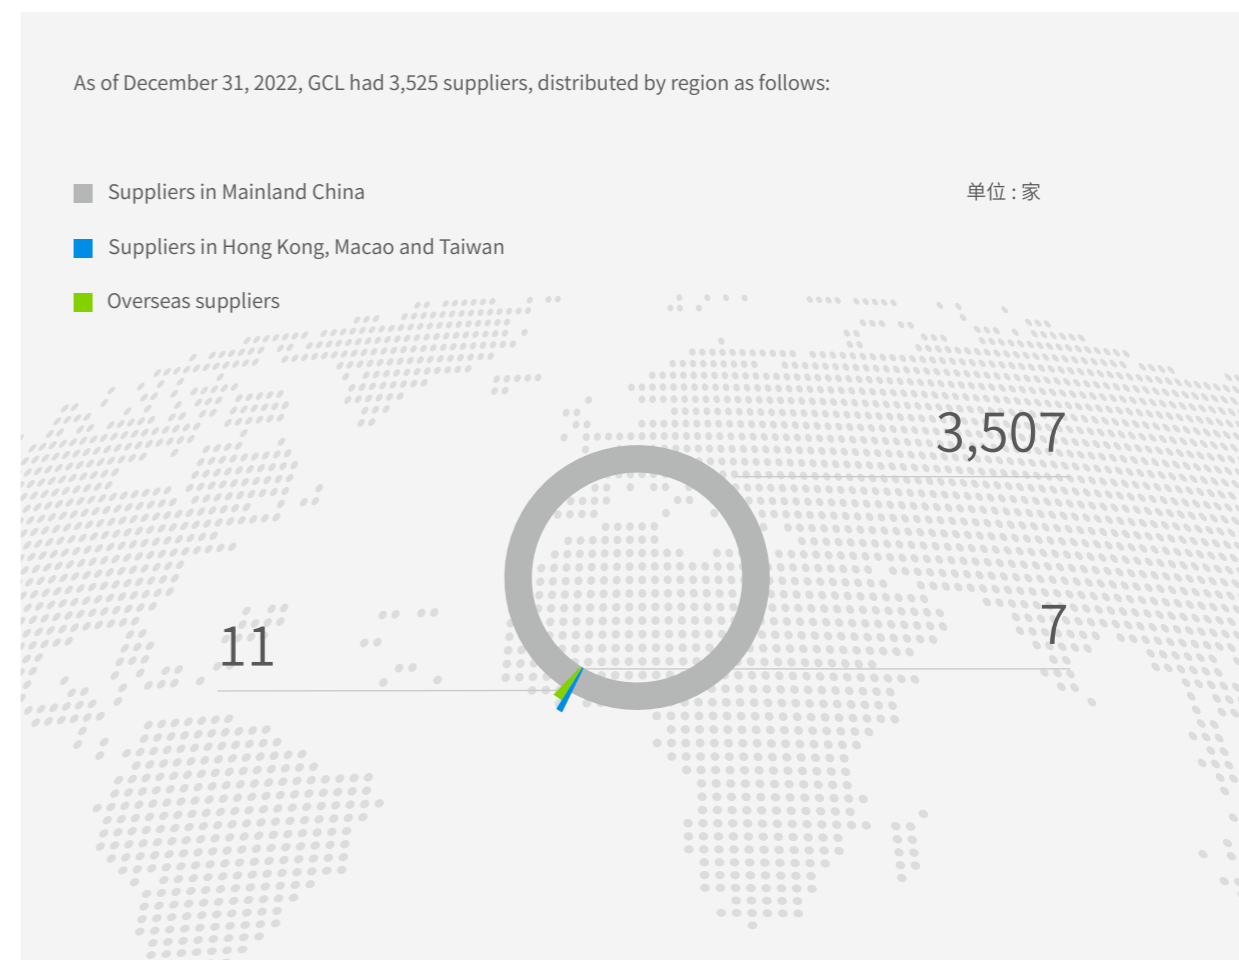 As of December 31, 2022, GCL had 3,525 suppliers, distributed by region as follows:
Suppliers in Mainland China
单位 : 家
Suppliers in Hong Kong, Macao and Taiwan
Overseas suppliers
3,507
11
7